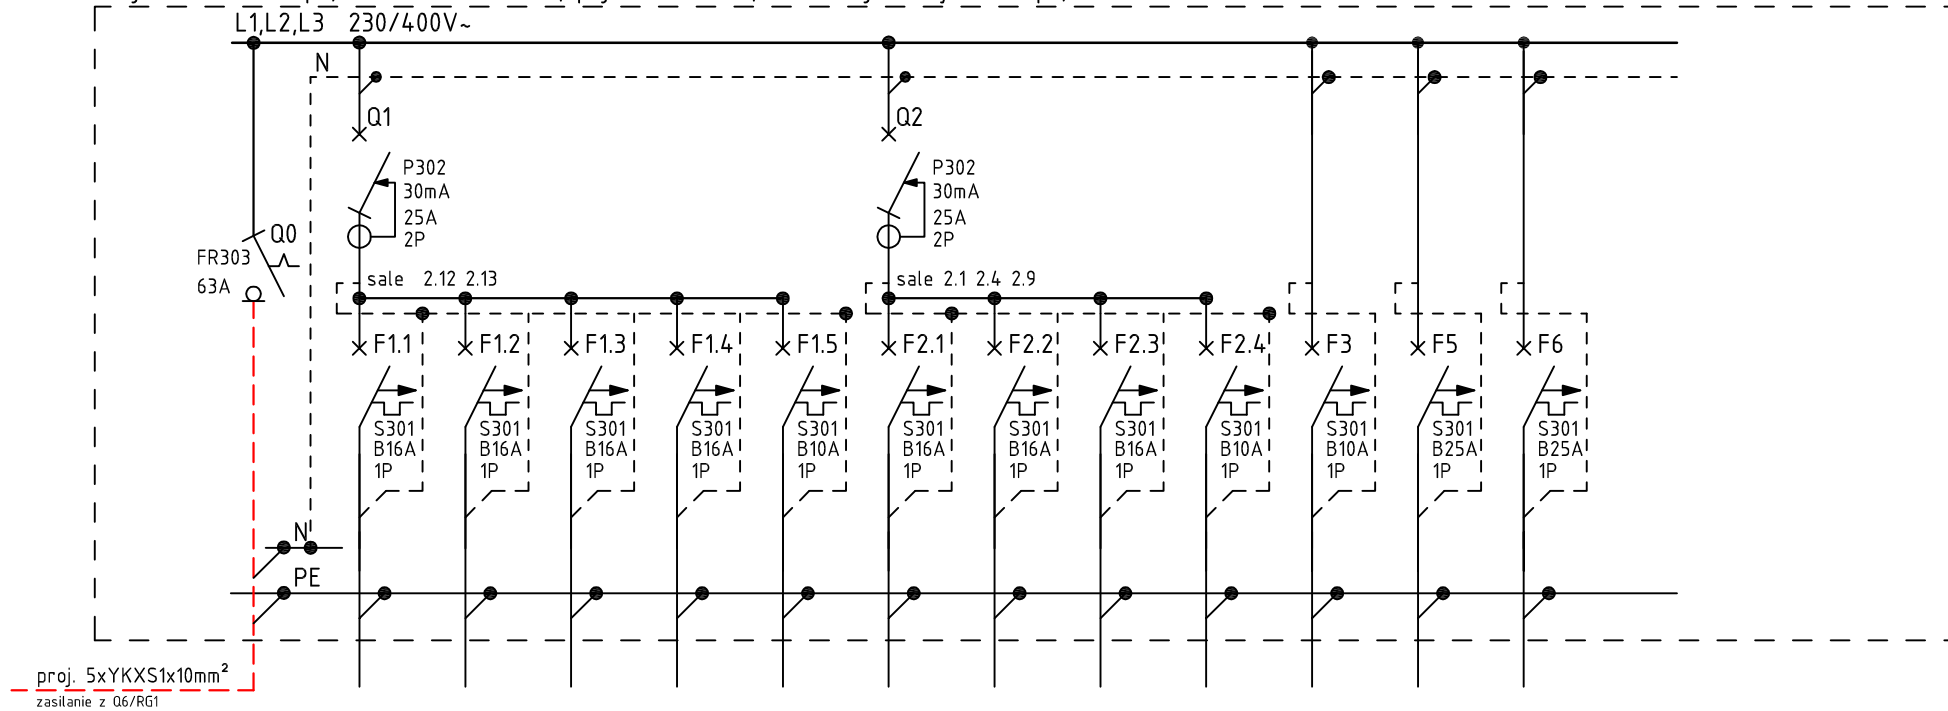 L1,L2,L3 230/400V~
N
Q1
Q2
P302
30mA
25A
2P
P302
30mA
25A
2P
Q0
FR303
63A
sale 2.12 2.13
sale 2.1 2.4 2.9
F1.1
F1.2
F1.3
F1.4
F1.5
F2.1
F2.2
F2.3
F2.4
F3
F5
F6
S301
B16A
1P
S301
B16A
1P
S301
B16A
1P
S301
B16A
1P
S301
B10A
1P
S301
B16A
1P
S301
B16A
1P
S301
B16A
1P
S301
B10A
1P
S301
B10A
1P
S301
B25A
1P
S301
B25A
1P
N
PE
proj. 5xYKXS1x10mm²
zasilanie z Q6/RG1